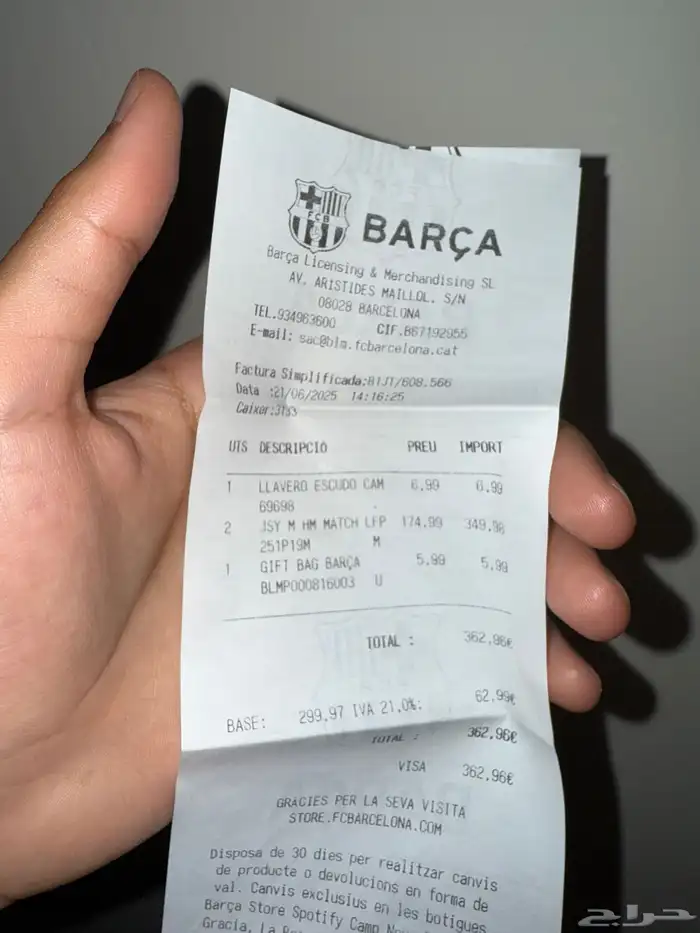 FCB
BARÇA
Barça Licensing & Merchandising SL
AV. ARISTIDES MAILLOL. S/N
08028 BARCELONA
TEL.934963600 CIF.B67192955
E-mail: sac@blm.fcbarcelona.cat
Factura Simplificada:B1JT/608.566
Data :21/06/2025 14:16:25
Caixer:3133
UTS DESCRIPCIO PREU IMPORT
1 LLAVERO ESCUDO CAM 6.99 6.99
69698
2 JSY M HM MATCH LFP 174.99 349.98
251P19M M
1 GIFT BAG BARÇA 5.99 5.99
BLMP000816003 U
TOTAL : 362.96€
BASE: 299.97 IVA 21.0%: 62.99€
TOTAL : 362.96€
VISA 362.96€
GRÀCIES PER LA SEVA VISITA
STORE.FCBARCELONA.COM
Disposa de 30 dies per realitzar canvis
de producte o devolucions en forma de
val. Canvis exclusius en les botigues
Barça Store Spotify Camp
Gracia, La
حراج